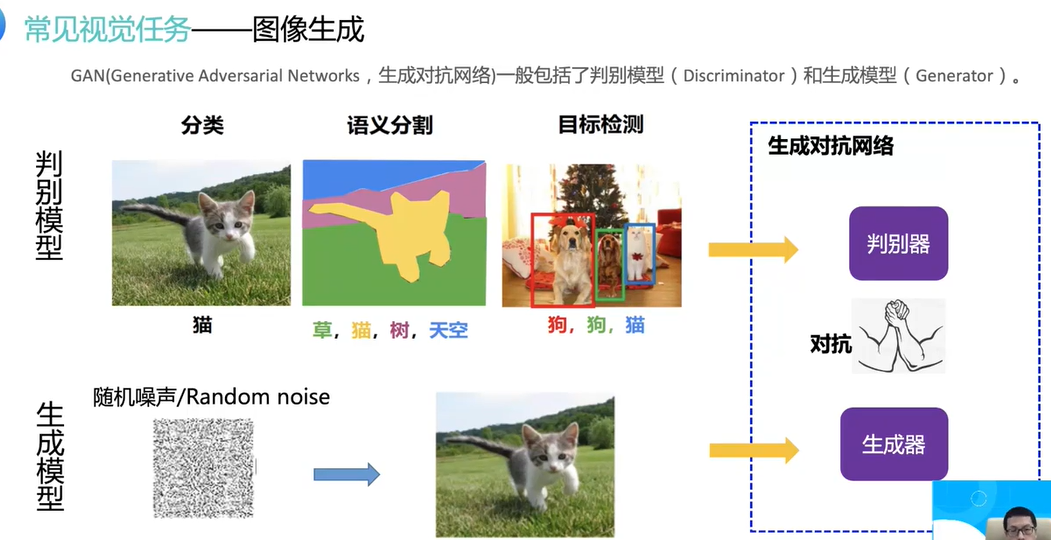 常见视觉任务——图像生成
GAN(Generative Adversarial Networks，生成对抗网络)一般包括了判别模型（Discriminator）和生成模型（Generator）。
分类
语义分割
目标检测
生成对抗网络
判别模型
判别器
猫
草，猫，树，天空
狗，狗，猫
对抗
随机噪声/Random noise
生成模型
生成器